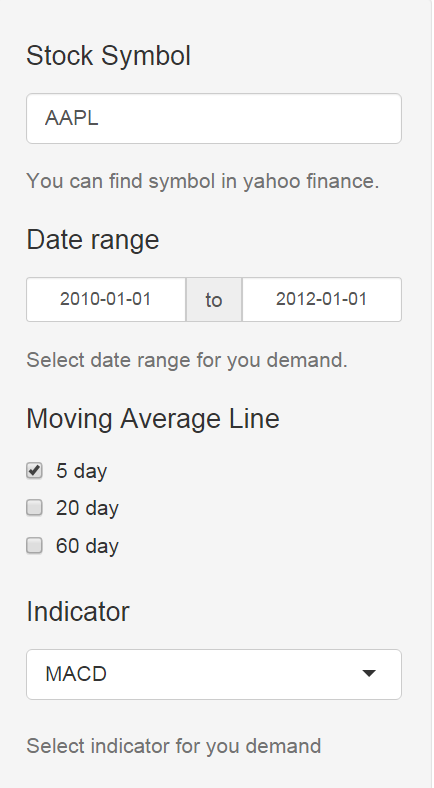 Stock Symbol
AAPL
You can find symbol in yahoo finance.
Date range
2010-01-01 to 2012-01-01
Select date range for you demand.
Moving Average Line
5 day
20 day
60 day
Indicator
MACD
Select indicator for you demand